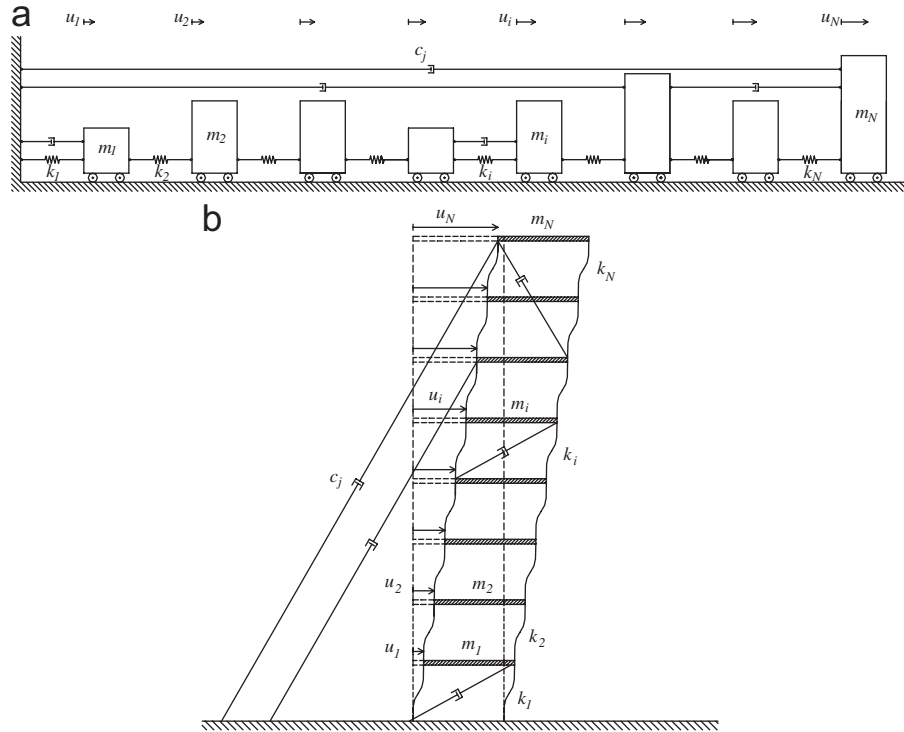 a
u1 u2 ui uN
cj
m1 m2 mi mN
k1 k2 ki kN
b
uN mN
kN
ui mi
ki
cj
u2 m2
k2
u1 m1
k1